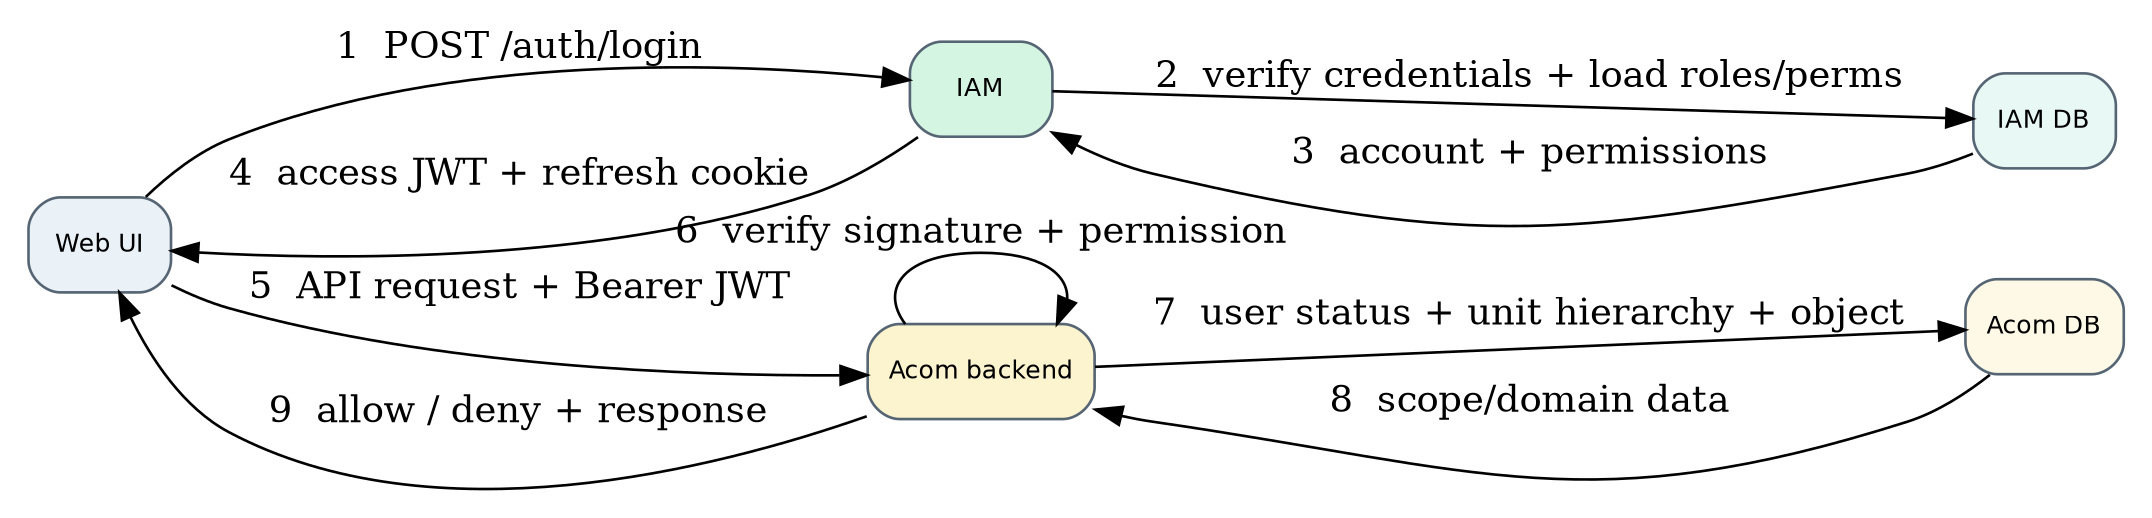 1  POST /auth/login
IAM
2  verify credentials + load roles/perms
IAM DB
3  account + permissions
4  access JWT + refresh cookie
Web UI
6  verify signature + permission
5  API request + Bearer JWT
7  user status + unit hierarchy + object
Acom DB
Acom backend
8  scope/domain data
9  allow / deny + response